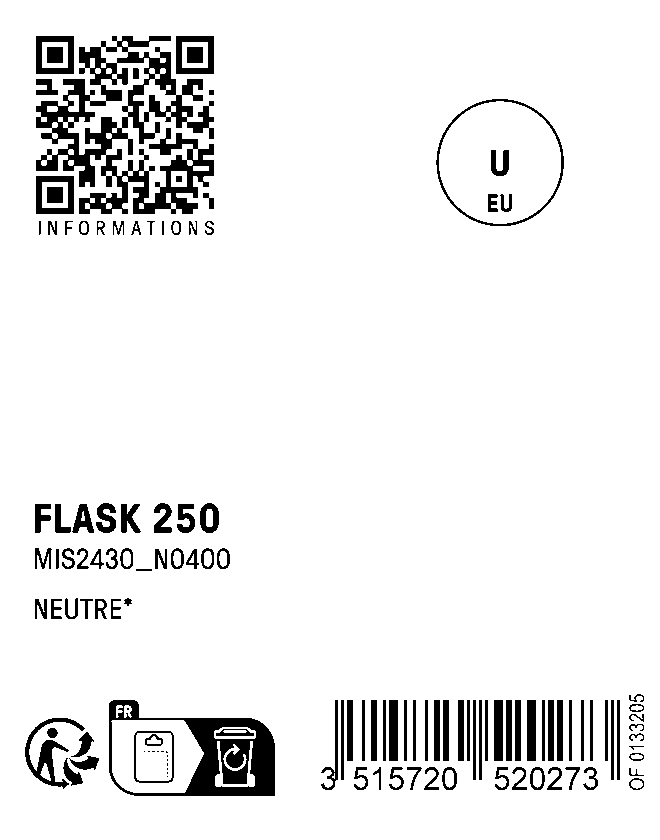 INFORMATIONS
U
EU
FLASK 250
MIS2430_N0400
NEUTRE*
FR
3 515720 520273
OF 0133205